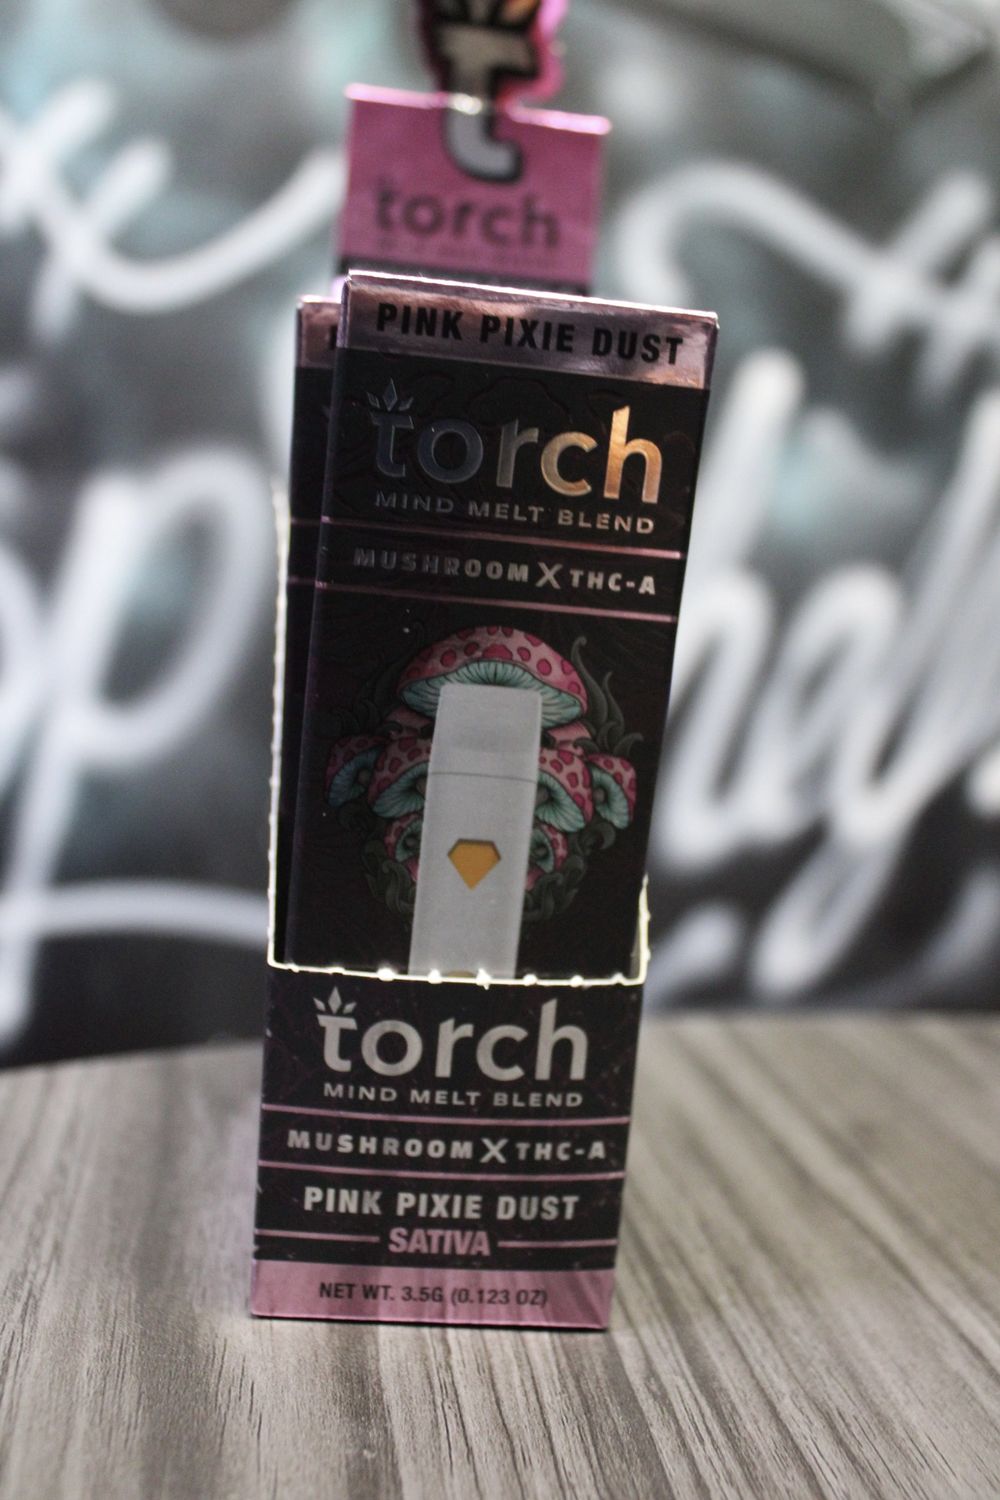 torch
PINK PIXIE DUST
torch
MIND MELT BLEND
MUSHROOM X THC-A
torch
MIND MELT BLEND
MUSHROOM X THC-A
PINK PIXIE DUST
SATIVA
NET WT. 3.5G (0.123 OZ)